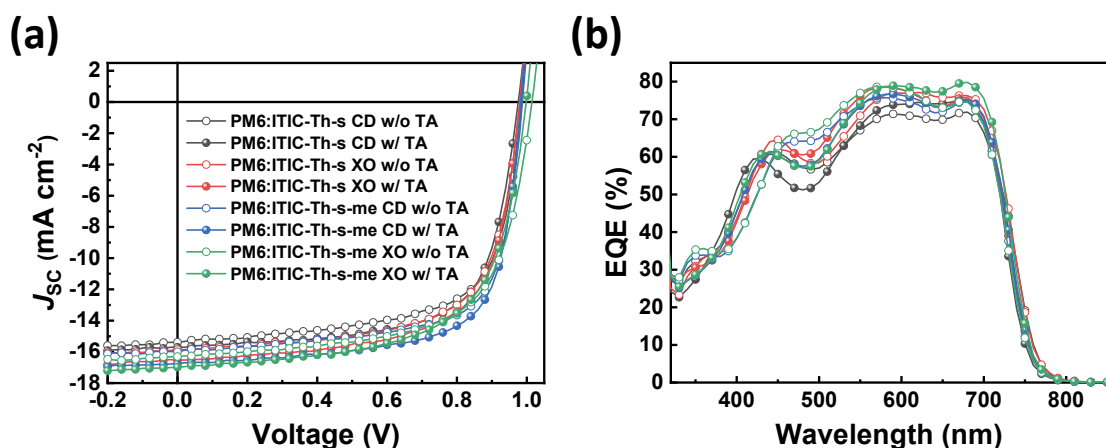 (a)
2
0
-2
-4
-6
-8
-10
-12
-14
-16
-18
J_SC (mA cm⁻²)
PM6:ITIC-Th-s CD w/o TA
PM6:ITIC-Th-s CD w/ TA
PM6:ITIC-Th-s XO w/o TA
PM6:ITIC-Th-s XO w/ TA
PM6:ITIC-Th-s-me CD w/o TA
PM6:ITIC-Th-s-me CD w/ TA
PM6:ITIC-Th-s-me XO w/o TA
PM6:ITIC-Th-s-me XO w/ TA
-0.2 0.0 0.2 0.4 0.6 0.8 1.0
Voltage (V)
(b)
80
70
60
50
40
30
20
10
0
EQE (%)
400 500 600 700 800
Wavelength (nm)